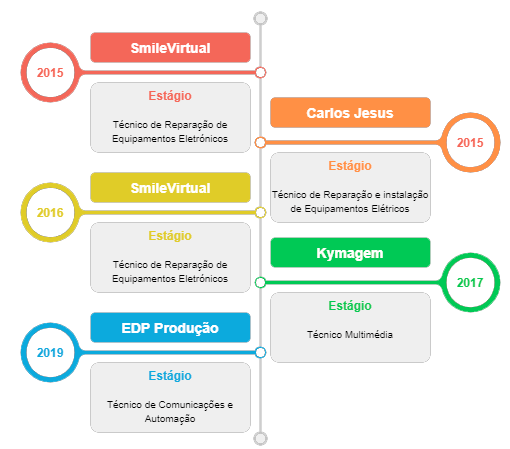 SmileVirtual
2015
Estágio
Técnico de Reparação de
Equipamentos Eletrónicos
Carlos Jesus
2015
Estágio
Técnico de Reparação e instalação
de Equipamentos Elétricos
SmileVirtual
2016
Estágio
Técnico de Reparação de
Equipamentos Eletrónicos
Kymagem
2017
Estágio
Técnico Multimédia
EDP Produção
2019
Estágio
Técnico de Comunicações e
Automação